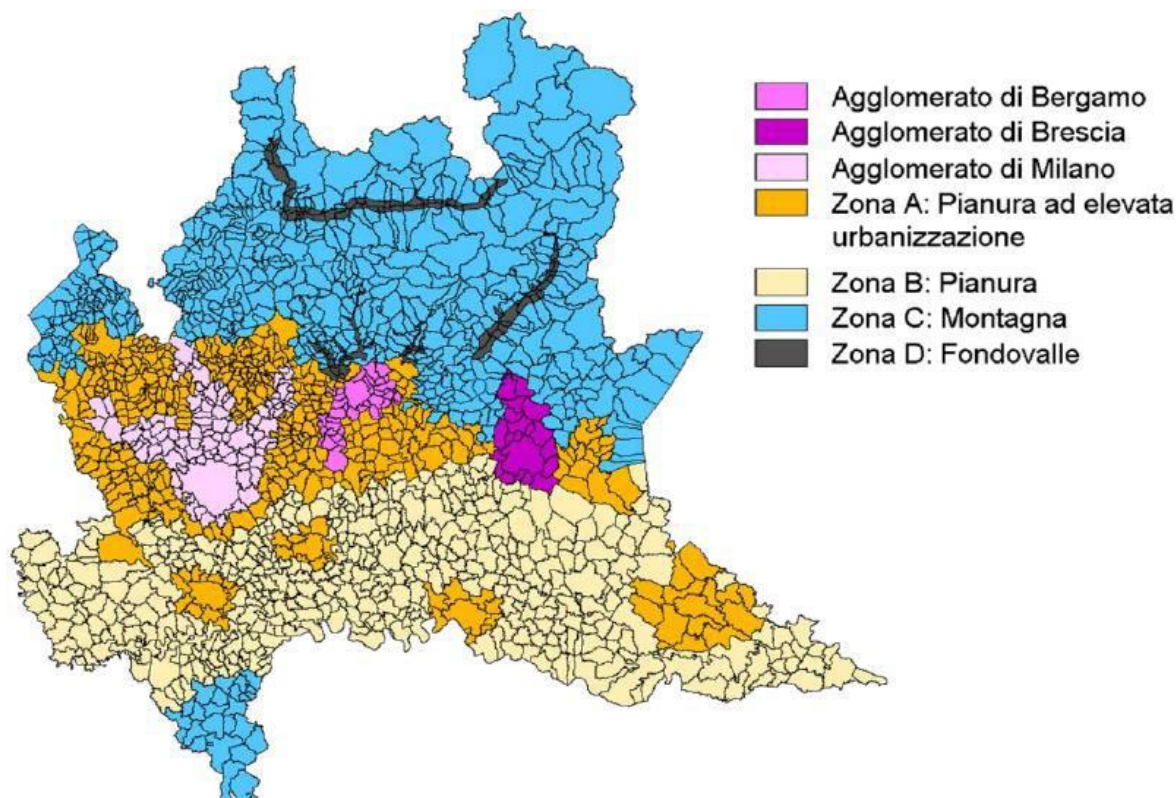 Agglomerato di Bergamo
Agglomerato di Brescia
Agglomerato di Milano
Zona A: Pianura ad elevata
urbanizzazione
Zona B: Pianura
Zona C: Montagna
Zona D: Fondovalle